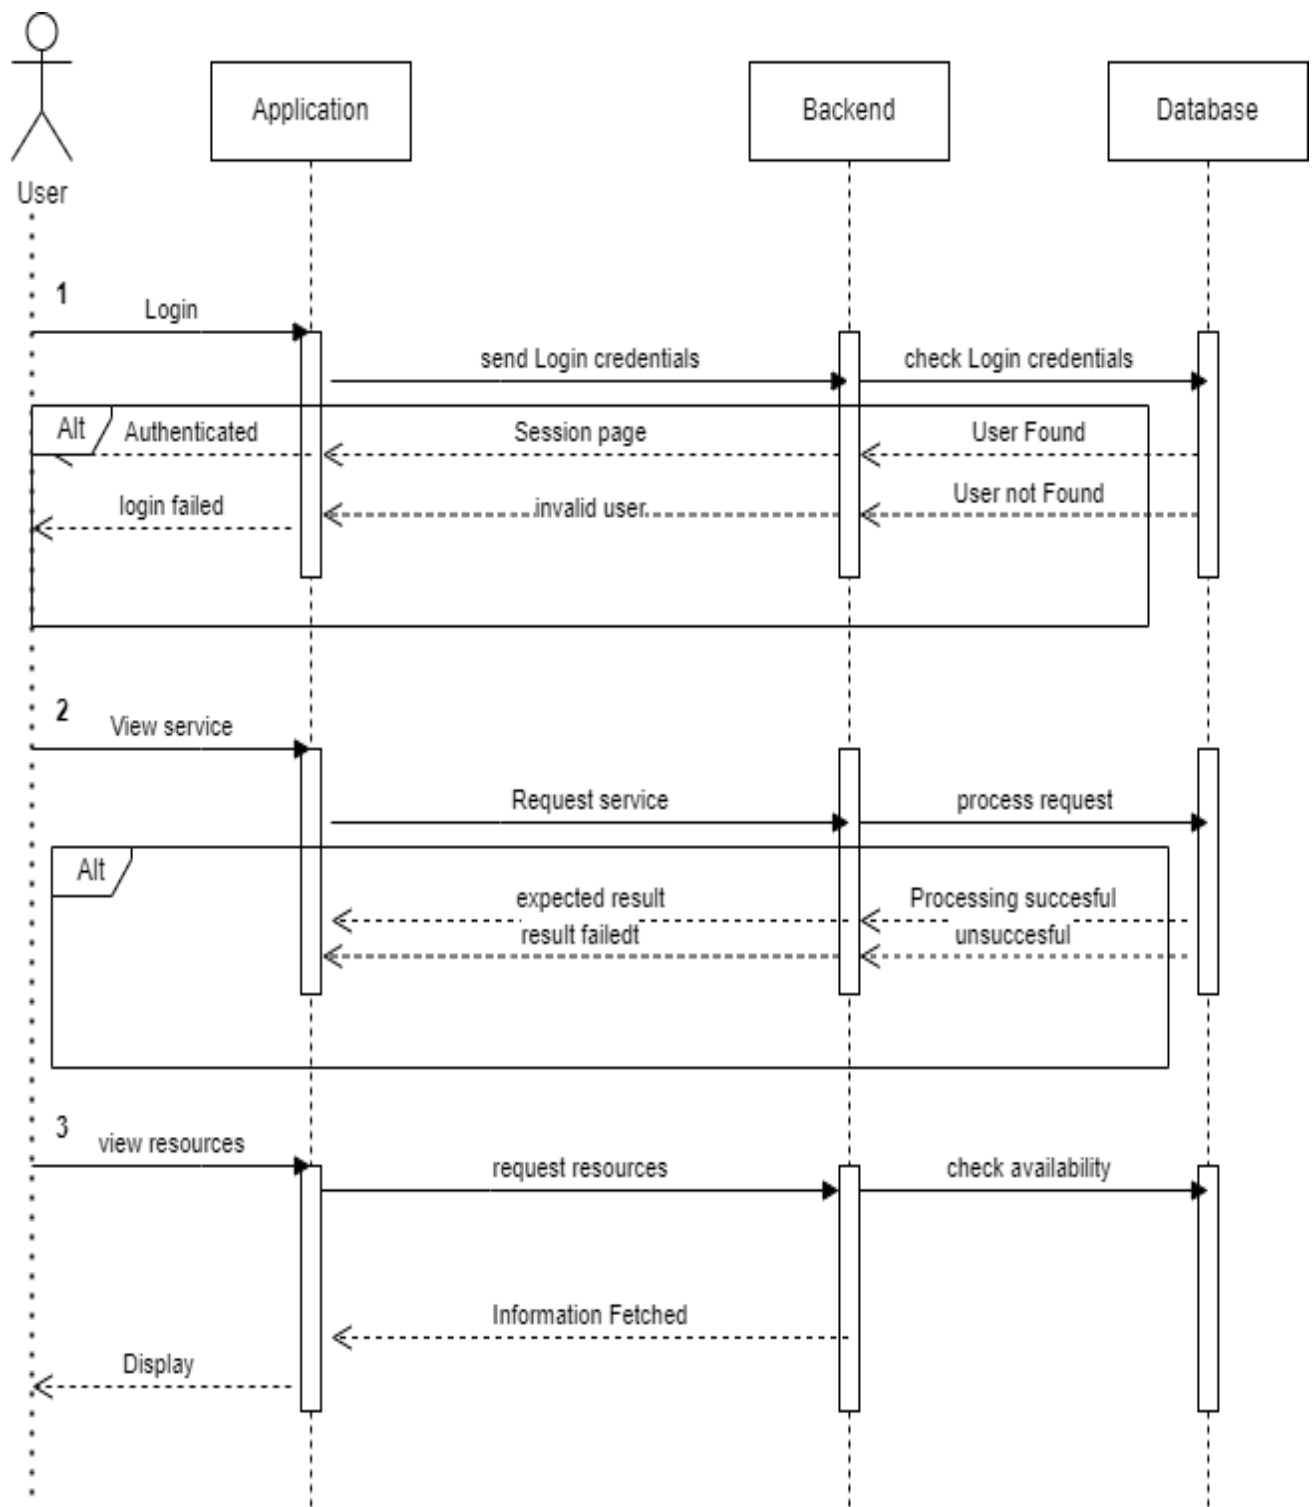 Application
Backend
Database
User
1
Login
send Login credentials
check Login credentials
Alt
Authenticated
Session page
User Found
login failed
invalid user
User not Found
2
View service
Request service
process request
Alt
expected result
Processing succesful
result failedt
unsuccesful
3
view resources
request resources
check availability
Information Fetched
Display